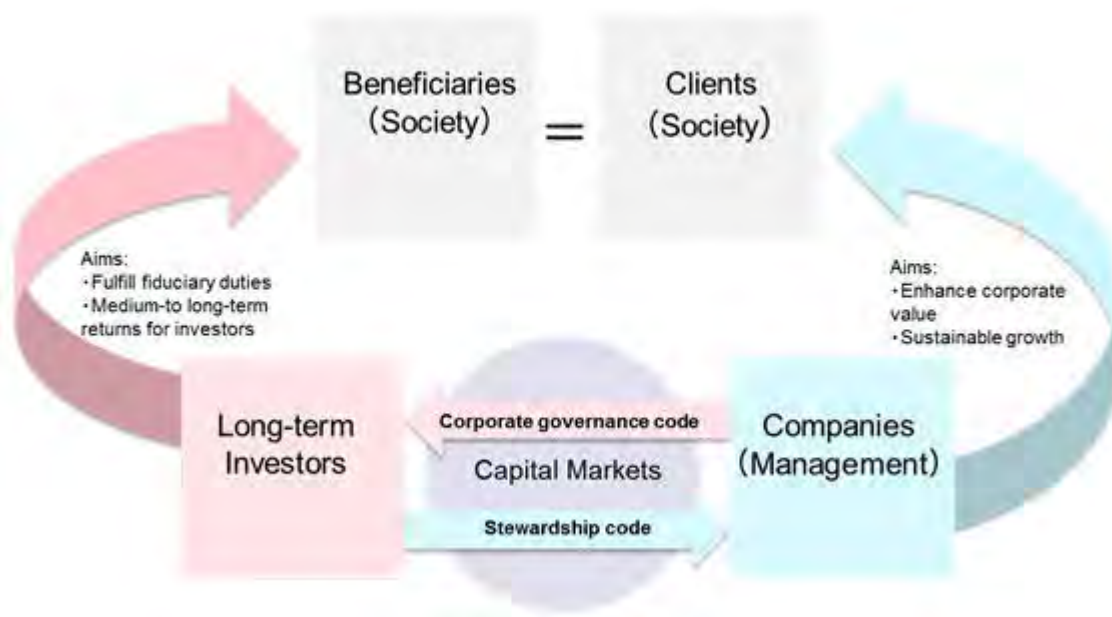 Beneficiaries
(Society)
=
Clients
(Society)
Aims:
・Fulfill fiduciary duties
・Medium-to long-term
returns for investors
Aims:
・Enhance corporate
value
・Sustainable growth
Long-term
Investors
Corporate governance code
Capital Markets
Stewardship code
Companies
(Management)